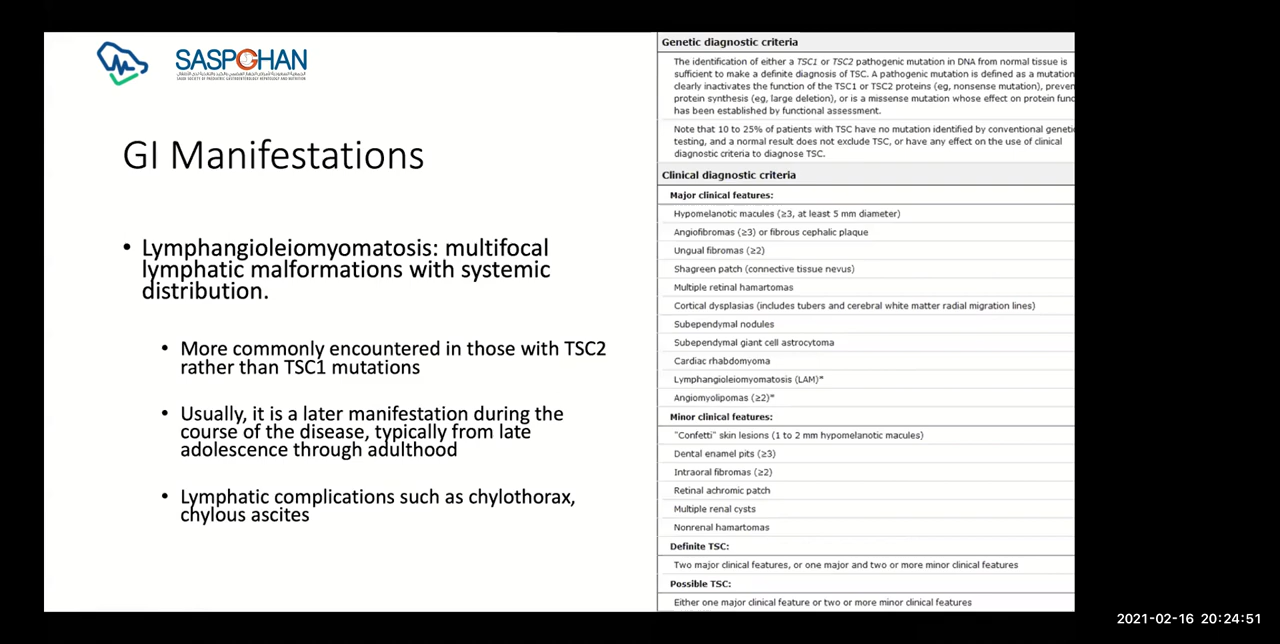 SASPGHAN
GI Manifestations
• Lymphangioleiomyomatosis: multifocal
lymphatic malformations with systemic
distribution.
• More commonly encountered in those with TSC2
rather than TSC1 mutations
• Usually, it is a later manifestation during the
course of the disease, typically from late
adolescence through adulthood
• Lymphatic complications such as chylothorax,
chylous ascites
Genetic diagnostic criteria
The identification of either a TSC1 or TSC2 pathogenic mutation in DNA from normal tissue is
sufficient to make a definite diagnosis of TSC. A pathogenic mutation is defined as a mutation
clearly inactivates the function of the TSC1 or TSC2 proteins (eg, nonsense mutation), preven
protein synthesis (eg, large deletion), or is a missense mutation whose effect on protein func
has been established by functional assessment.
Note that 10 to 25% of patients with TSC have no mutation identified by conventional genetic
testing, and a normal result does not exclude TSC, or have any effect on the use of clinical
diagnostic criteria to diagnose TSC.
Clinical diagnostic criteria
Major clinical features:
Hypomelanotic macules (≥3, at least 5 mm diameter)
Angiofibromas (≥3) or fibrous cephalic plaque
Ungual fibromas (≥2)
Shagreen patch (connective tissue nevus)
Multiple retinal hamartomas
Cortical dysplasias (includes tubers and cerebral white matter radial migration lines)
Subependymal nodules
Subependymal giant cell astrocytoma
Cardiac rhabdomyoma
Lymphangioleiomyomatosis (LAM)*
Angiomyolipomas (≥2)*
Minor clinical features:
"Confetti" skin lesions (1 to 2 mm hypomelanotic macules)
Dental enamel pits (≥3)
Intraoral fibromas (≥2)
Retinal achromic patch
Multiple renal cysts
Nonrenal hamartomas
Definite TSC:
Two major clinical features, or one major and two or more minor clinical features
Possible TSC:
Either one major clinical feature or two or more minor clinical features
2021-02-16 20:24:51